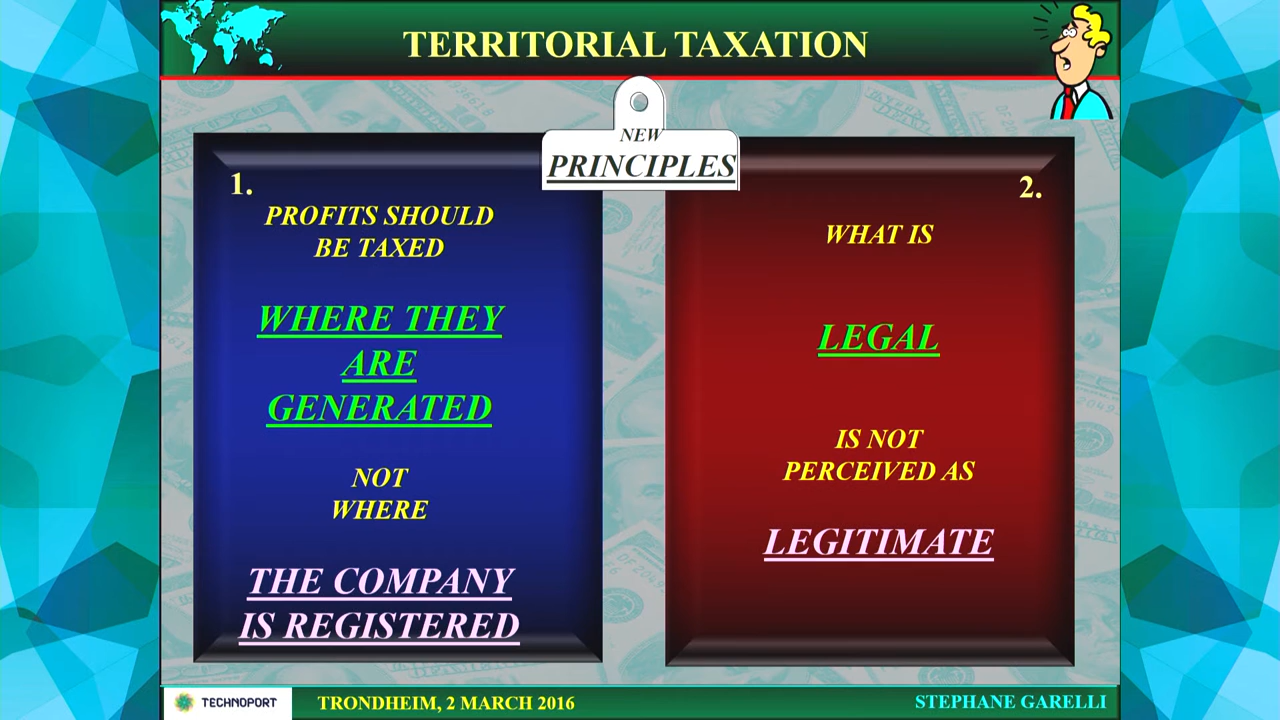 TERRITORIAL TAXATION
NEW
PRINCIPLES
1.
PROFITS SHOULD
BE TAXED
WHERE THEY
ARE
GENERATED
NOT
WHERE
THE COMPANY
IS REGISTERED
2.
WHAT IS
LEGAL
IS NOT
PERCEIVED AS
LEGITIMATE
TECHNOPORT
TRONDHEIM, 2 MARCH 2016
STEPHANE GARELLI